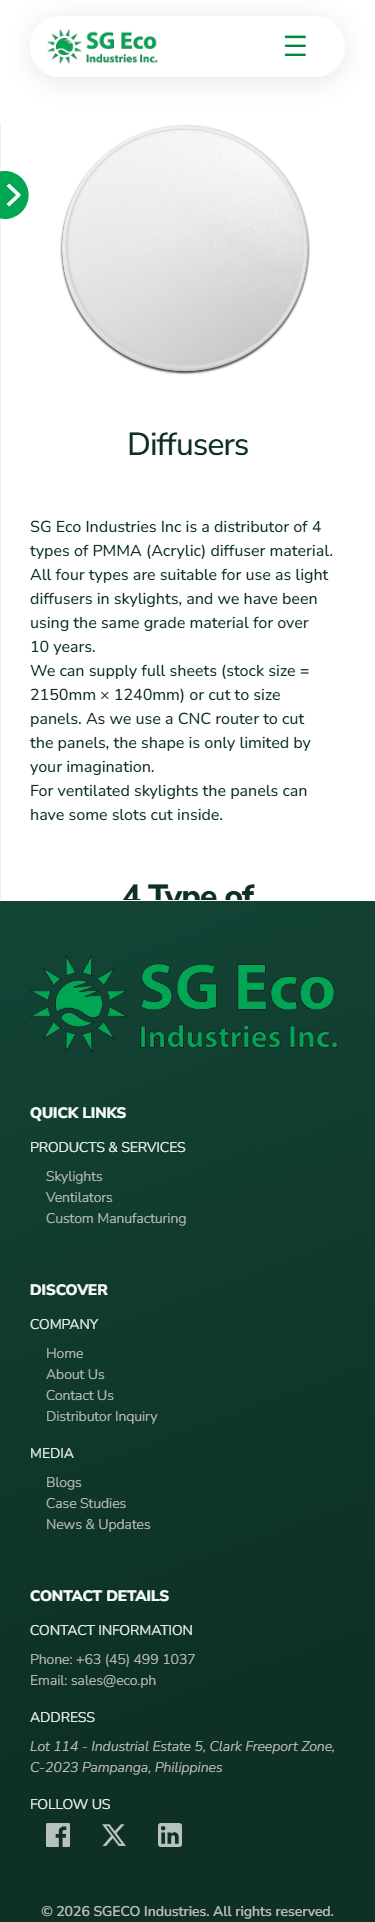 SG Eco
Industries Inc.
Diffusers
SG Eco Industries Inc is a distributor of 4
types of PMMA (Acrylic) diffuser material.
All four types are suitable for use as light
diffusers in skylights, and we have been
using the same grade material for over
10 years.
We can supply full sheets (stock size =
2150mm × 1240mm) or cut to size
panels. As we use a CNC router to cut
the panels, the shape is only limited by
your imagination.
For ventilated skylights the panels can
have some slots cut inside.
4 Type of
SG Eco
Industries Inc.
QUICK LINKS
PRODUCTS & SERVICES
Skylights
Ventilators
Custom Manufacturing
DISCOVER
COMPANY
Home
About Us
Contact Us
Distributor Inquiry
MEDIA
Blogs
Case Studies
News & Updates
CONTACT DETAILS
CONTACT INFORMATION
Phone: +63 (45) 499 1037
Email: sales@eco.ph
ADDRESS
Lot 114 - Industrial Estate 5, Clark Freeport Zone,
C-2023 Pampanga, Philippines
FOLLOW US
© 2026 SGECO Industries. All rights reserved.